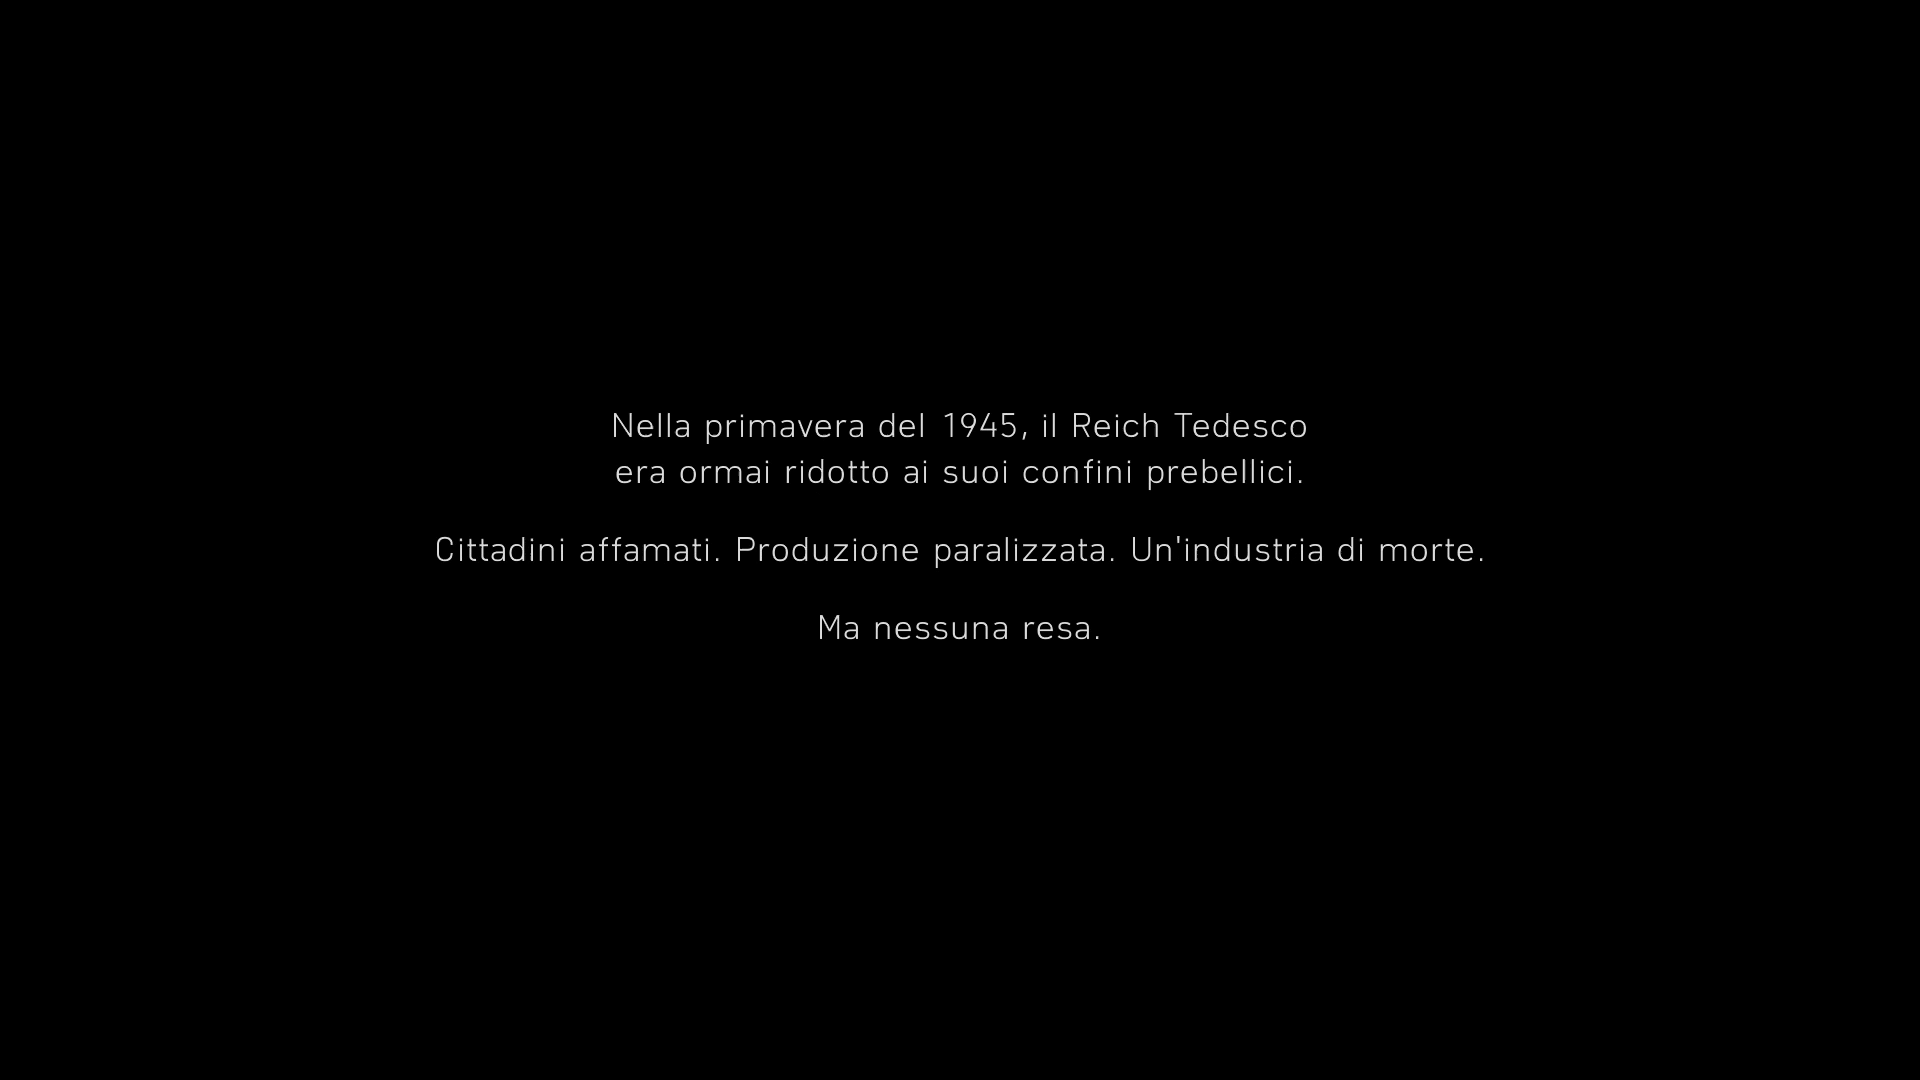 Nella primavera del 1945, il Reich Tedesco
era ormai ridotto ai suoi confini prebellici.
Cittadini affamati. Produzione paralizzata. Un'industria di morte.
Ma nessuna resa.